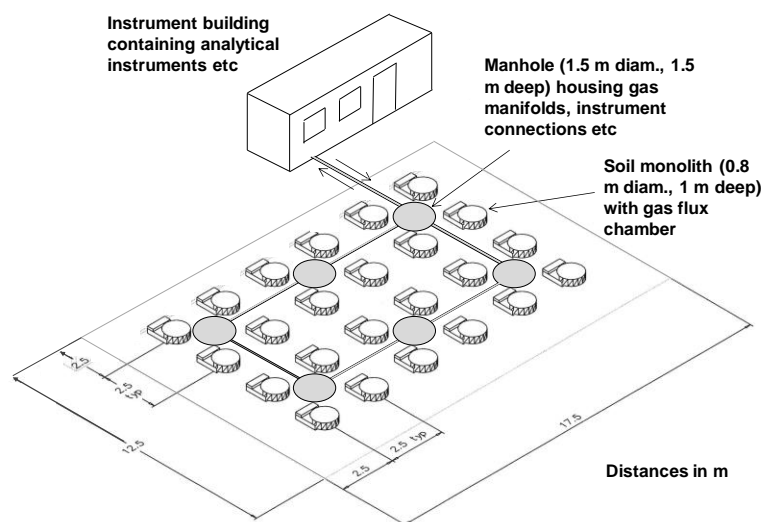 Instrument building
containing analytical
instruments etc
Manhole (1.5 m diam., 1.5
m deep) housing gas
manifolds, instrument
connections etc
Soil monolith (0.8
m diam., 1 m deep)
with gas flux
chamber
2.5
2.5
typ
12.5
2.5
2.5 typ
17.5
Distances in m